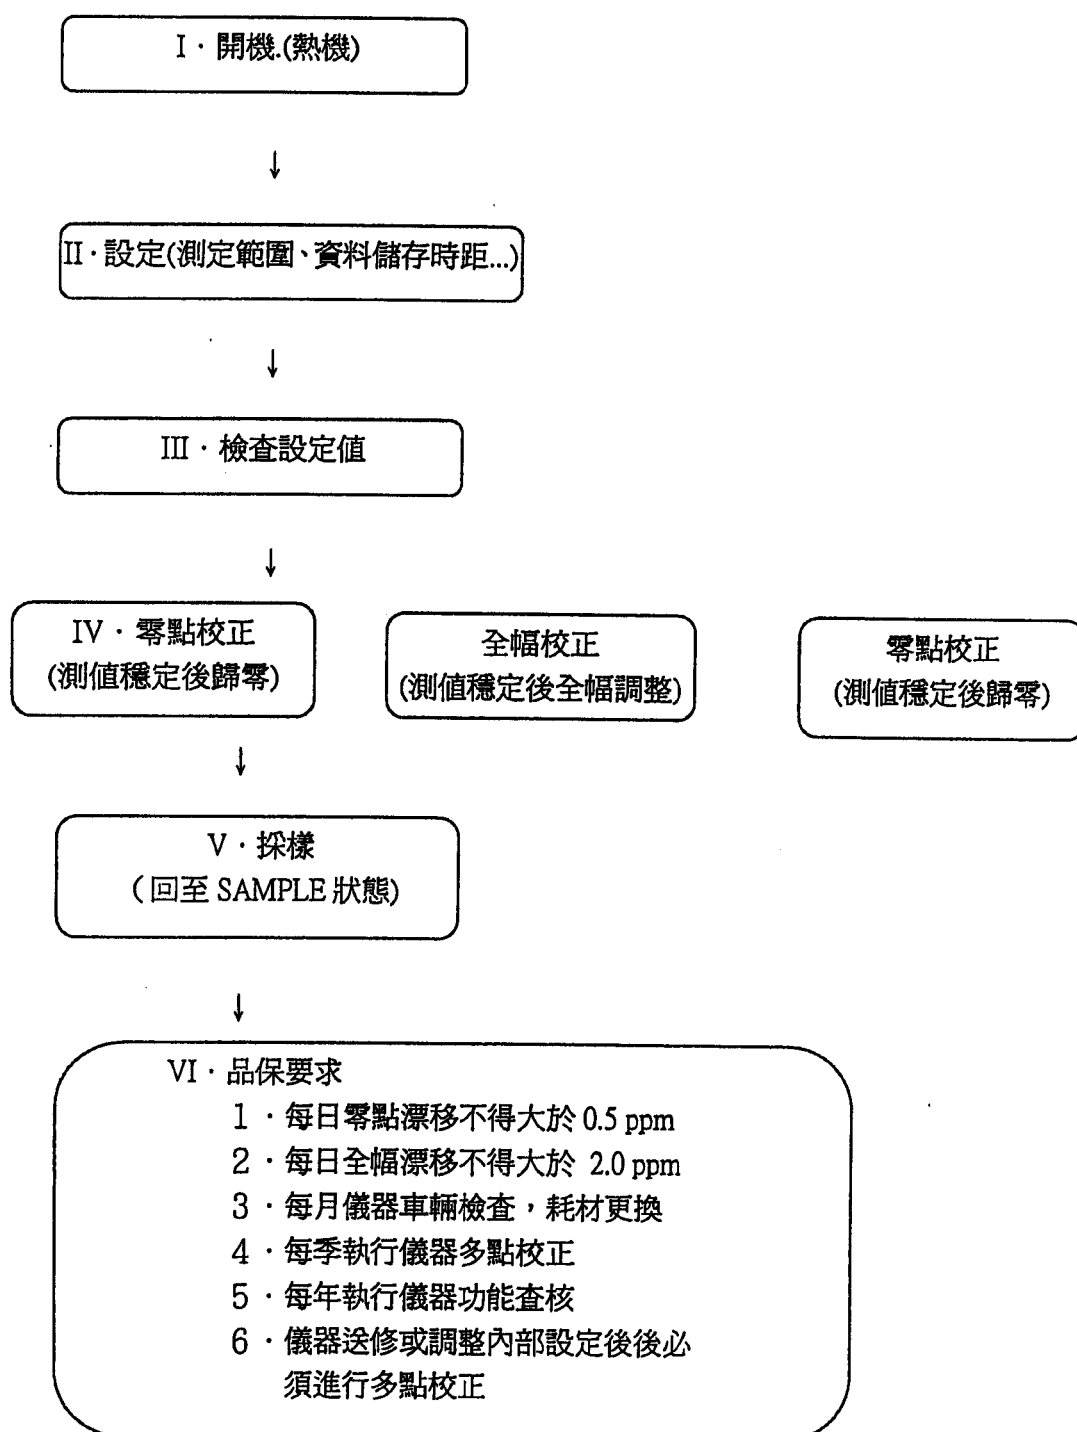 I．開機.(熱機)
↓
II．設定(測定範圍、資料儲存時距...)
↓
III．檢查設定值
↓
IV．零點校正
(測值穩定後歸零)
全幅校正
(測值穩定後全幅調整)
零點校正
(測值穩定後歸零)
↓
V．採樣
（回至 SAMPLE 狀態)
↓
VI．品保要求
1．每日零點漂移不得大於 0.5 ppm
2．每日全幅漂移不得大於 2.0 ppm
3．每月儀器車輛檢查，耗材更換
4．每季執行儀器多點校正
5．每年執行儀器功能查核
6．儀器送修或調整內部設定後後必
須進行多點校正